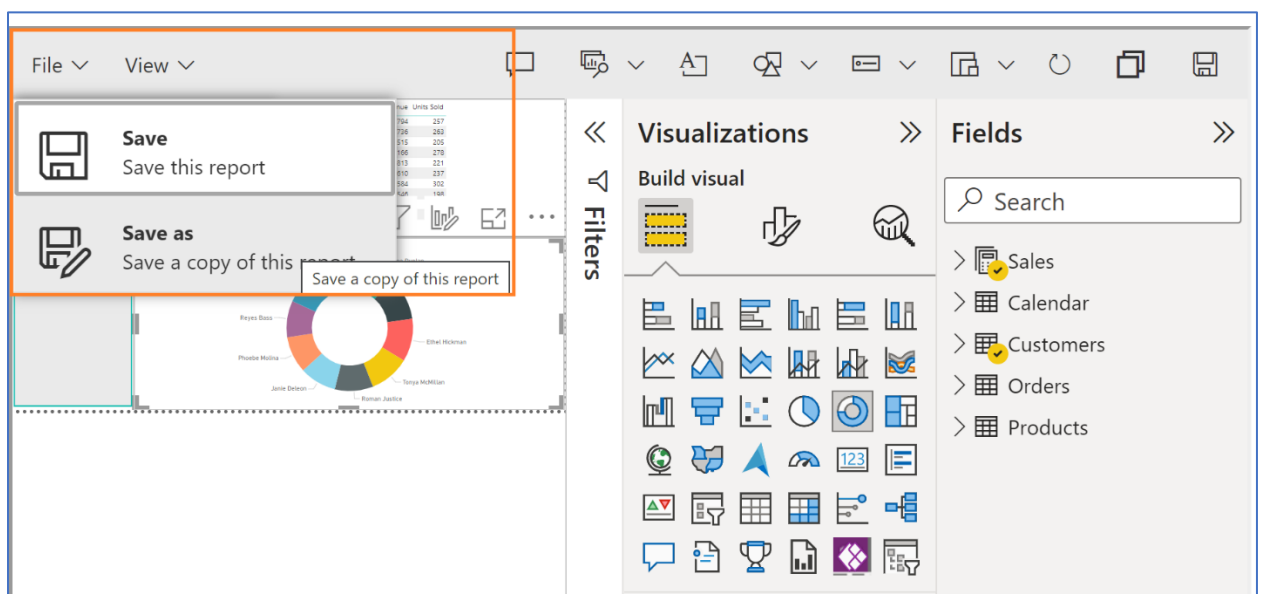 File View
Save
Save this report
Save as
Save a copy of this report
Save a copy of this report
Units Sold
257
263
205
278
221
237
302
Reyes Bass
Ethel Hickman
Phoebe Molina
Tonya McMillan
Janie Deleon
Roman Justice
Filters
Visualizations
Build visual
123
Fields
Search
Sales
Calendar
Customers
Orders
Products